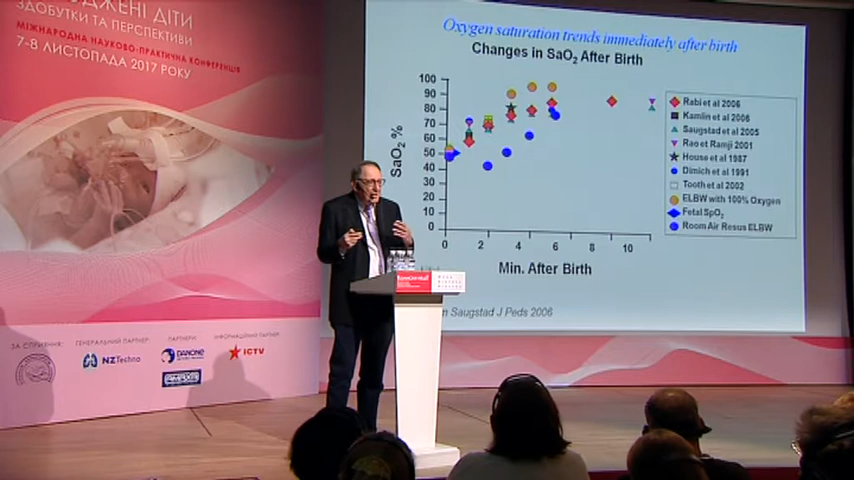 ДЖЕНІ ДІТИ
ЗДОБУТКИ ТА ПЕРСПЕКТИВИ
МІЖНАРОДНА НАУКОВО-ПРАКТИЧНА КОНФЕРЕНЦІЯ
7-8 ЛИСТОПАДА 2017 РОКУ
ЗА СПРИЯННЯ:
ГЕНЕРАЛЬНИЙ ПАРТНЕР:
ПАРТНЕРИ:
ІНФОРМАЦІЙНИЙ ПАРТНЕР:
NZTechno
DANONE
ICTV
Oxygen saturation trends immediately after birth
Changes in SaO2 After Birth
SaO2 %
100
90
80
70
60
50
40
30
20
10
0
0 2 4 6 8 10
Min. After Birth
Rabi et al 2006
Kamlin et al 2006
Saugstad et al 2005
Rao et Ramji 2001
House et al 1987
Dimich et al 1991
Tooth et al 2002
ELBW with 100% Oxygen
Fetal SpO2
Room Air Resus ELBW
Saugstad J Peds 2006